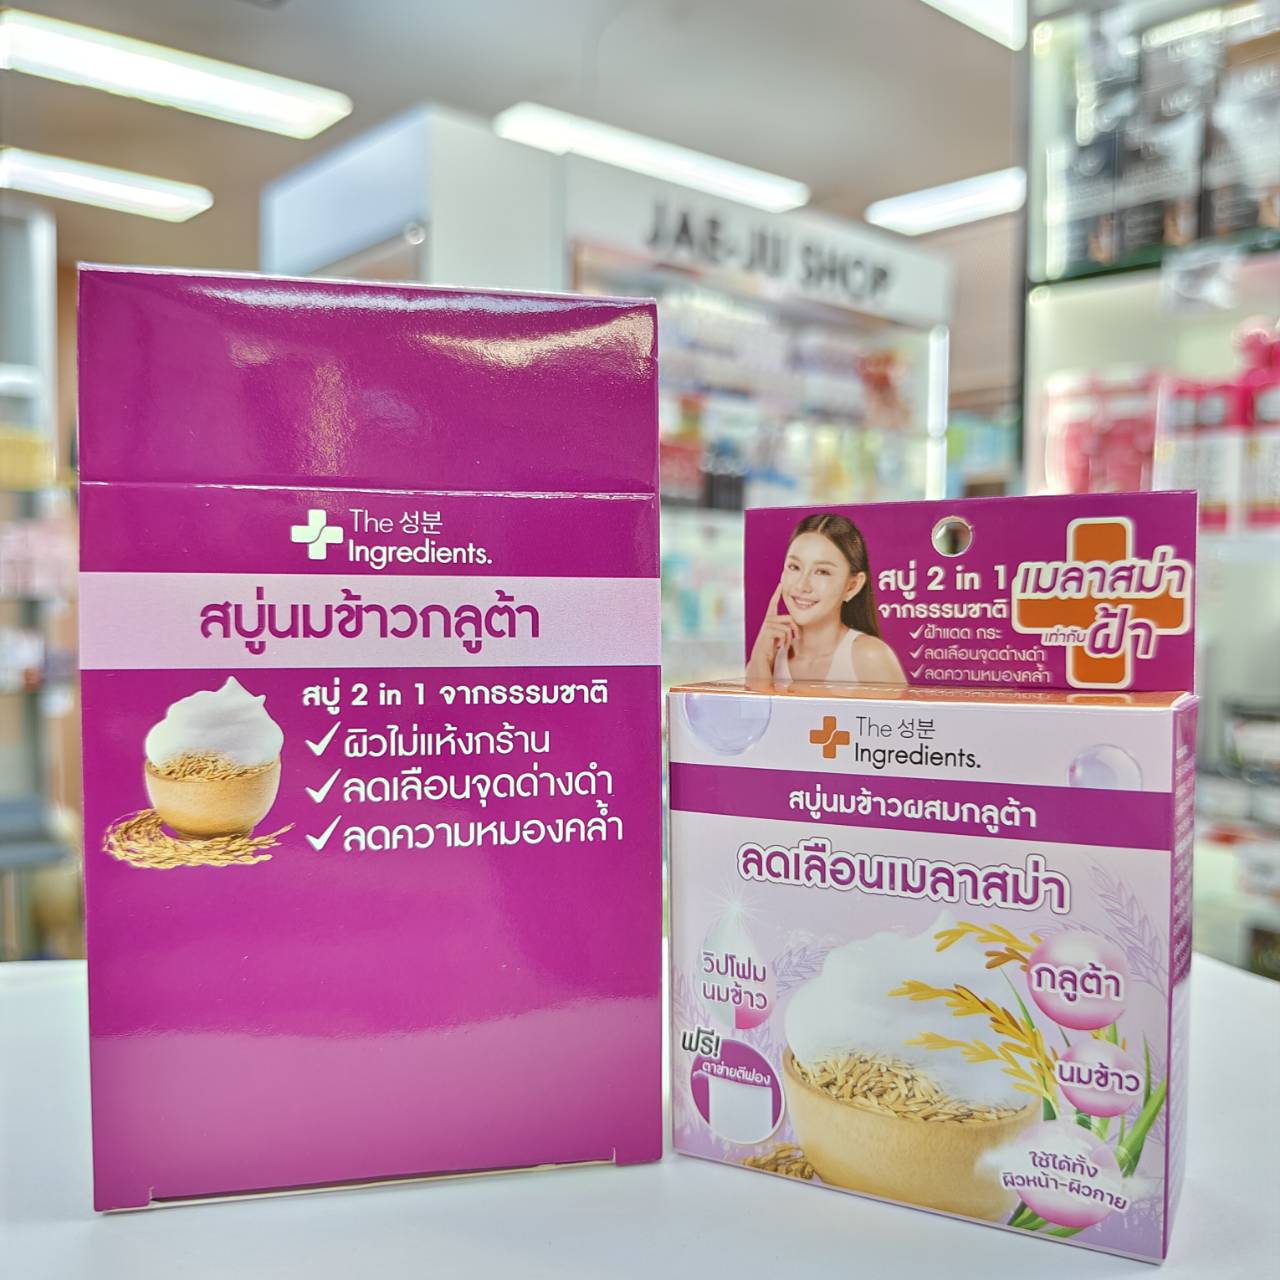 JAE-JU SHOP
The 성분
Ingredients.
สบู่นมข้าวกลูต้า
สบู่ 2 in 1 จากธรรมชาติ
✓ ผิวไม่แห้งกร้าน
✓ ลดเลือนจุดด่างดำ
✓ ลดความหมองคล้ำ
สบู่ 2 in 1
จากธรรมชาติ
✓ ฝ้าแดด กระ
✓ ลดเลือนจุดด่างดำ
✓ ลดความหมองคล้ำ
เมลาสม่า
เท่ากับ ฝ้า
The 성분
Ingredients.
สบู่นมข้าวผสมกลูต้า
ลดเลือนเมลาสม่า
วิปโฟม
นมข้าว
ฟรี!
ตาข่ายตีฟอง
กลูต้า
นมข้าว
ใช้ได้ทั้ง
ผิวหน้า-ผิวกาย